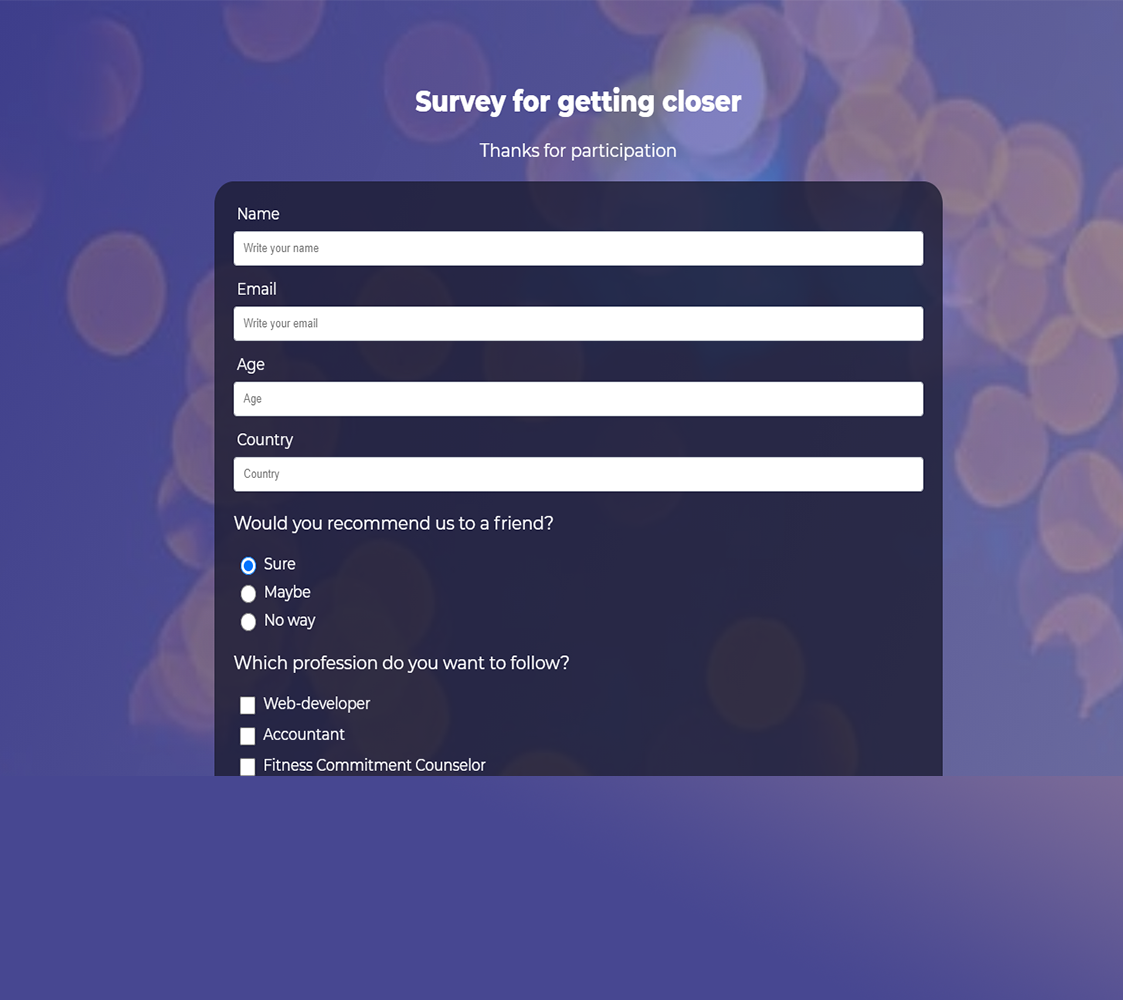 Survey for getting closer
Thanks for participation
Name
Write your name
Email
Write your email
Age
Age
Country
Country
Would you recommend us to a friend?
Sure
Maybe
No way
Which profession do you want to follow?
Web-developer
Accountant
Fitness Commitment Counselor